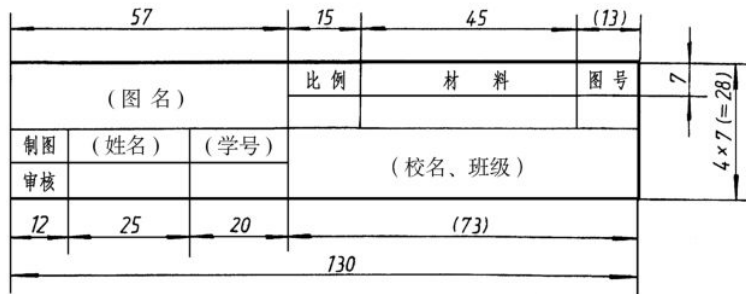 57 15 45 (13)
比例 材 料 图号
(图名)
7
4×7(=28)
制图 (姓名) (学号)
(校名、班级)
审核
12 25 20 (73)
130